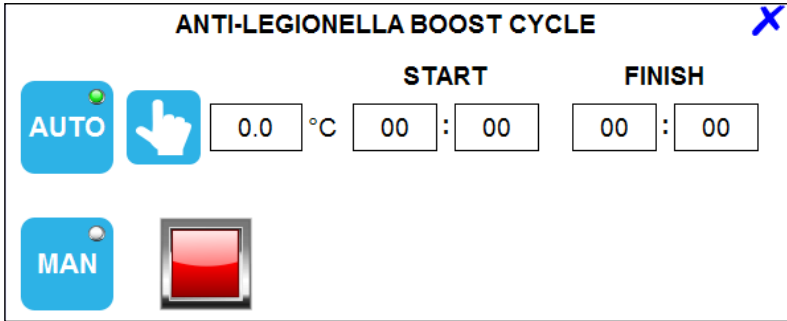 ANTI-LEGIONELLA BOOST CYCLE
START FINISH
AUTO 0.0 °C 00 : 00 00 : 00
MAN